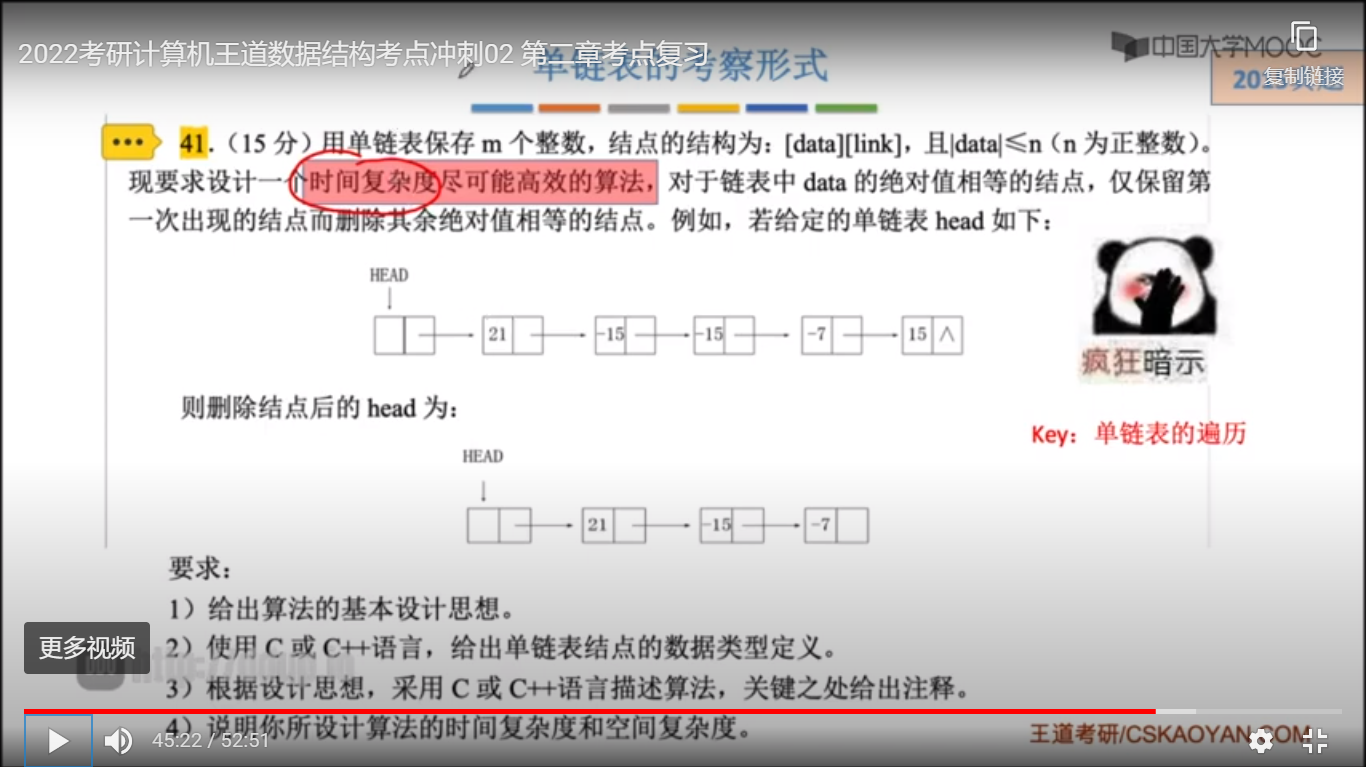 2022考研计算机王道数据结构考点冲刺02 第二章考点复习
单链表的考察形式
中国大学MOOC
复制链接
41.（15 分）用单链表保存 m 个整数，结点的结构为：[data][link]，且|data|≤n（n 为正整数）。
现要求设计一个时间复杂度尽可能高效的算法，对于链表中 data 的绝对值相等的结点，仅保留第
一次出现的结点而删除其余绝对值相等的结点。例如，若给定的单链表 head 如下：
HEAD
21 -15 -15 -7 15 ∧
疯狂暗示
则删除结点后的 head 为：
Key：单链表的遍历
HEAD
21 -15 -7
要求：
1）给出算法的基本设计思想。
更多视频
2）使用 C 或 C++语言，给出单链表结点的数据类型定义。
3）根据设计思想，采用 C 或 C++语言描述算法，关键之处给出注释。
4）说明你所设计算法的时间复杂度和空间复杂度。
45:22 / 52:51
王道考研/CSKAOYAN.COM